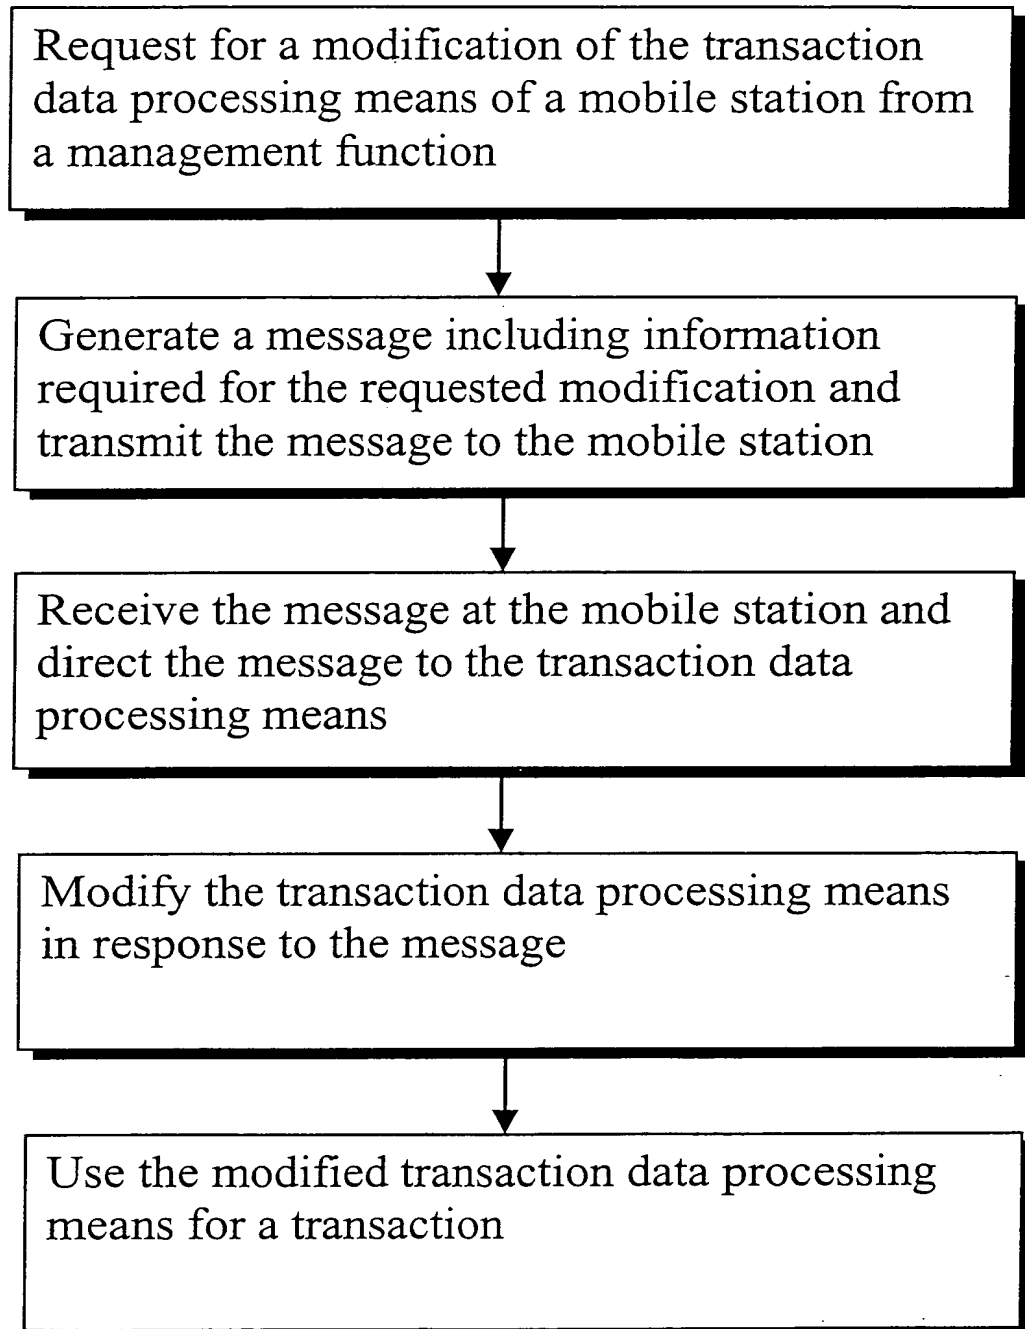 Request for a modification of the transaction
data processing means of a mobile station from
a management function
Generate a message including information
required for the requested modification and
transmit the message to the mobile station
Receive the message at the mobile station and
direct the message to the transaction data
processing means
Modify the transaction data processing means
in response to the message
Use the modified transaction data processing
means for a transaction